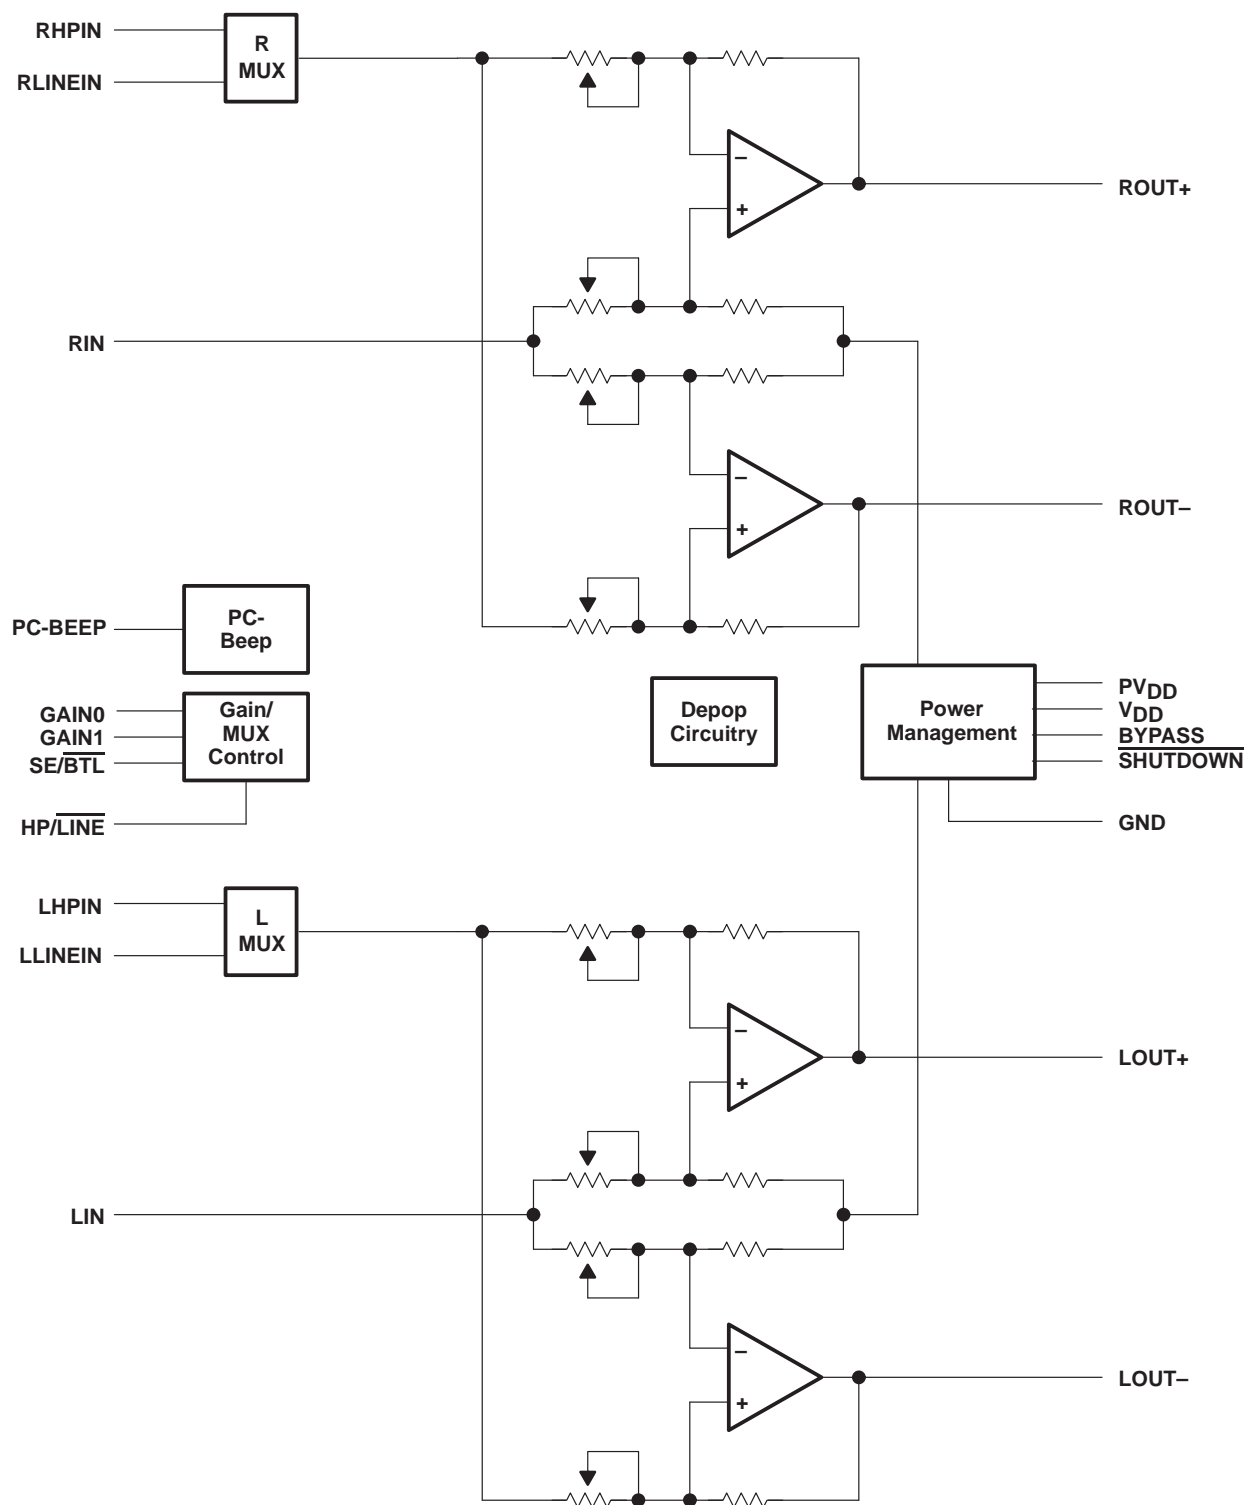 RHPIN
R
MUX
RLINEIN
–
+
ROUT+
RIN
–
+
ROUT–
PC-BEEP
PC-
Beep
GAIN0
GAIN1
SE/BTL
HP/LINE
Gain/
MUX
Control
Depop
Circuitry
Power
Management
PVDD
VDD
BYPASS
SHUTDOWN
GND
LHPIN
L
MUX
LLINEIN
–
+
LOUT+
LIN
–
+
LOUT–